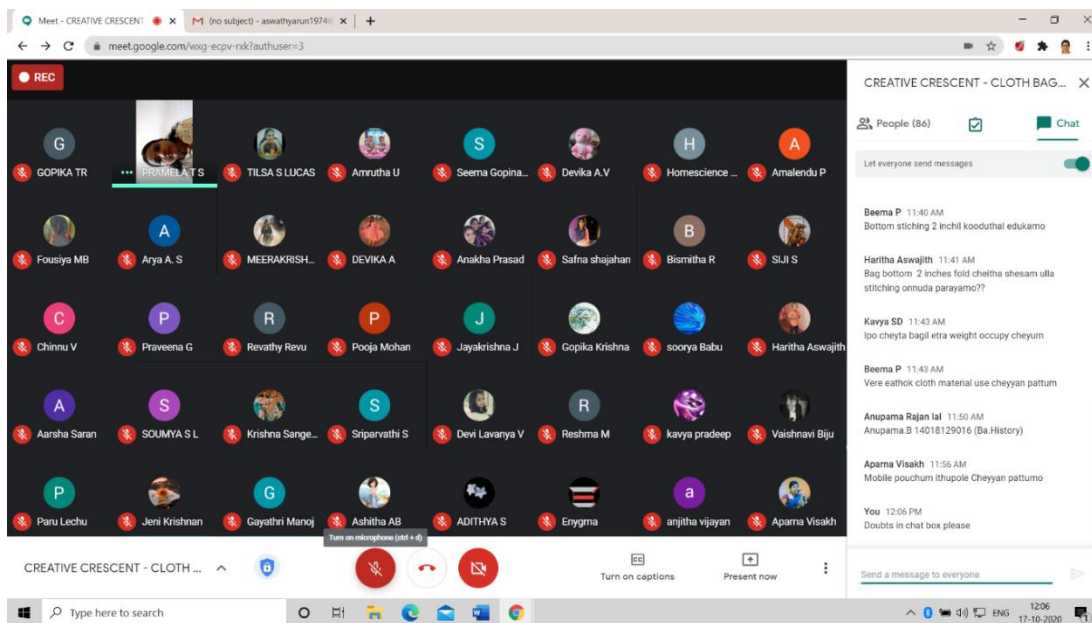 Meet - CREATIVE CRESCENT
(no subject) - aswathyarun1974@
meet.google.com/wxg-ecpv-rxk?authuser=3
REC
CREATIVE CRESCENT - CLOTH BAG...
People (86)
Chat
Let everyone send messages
G
S
H
A
GOPIKA TR
PRAMELA T S
TILSA S LUCAS
Amrutha U
Seema Gopina...
Devika A.V
Homescience ...
Amalendu P
A
B
Fousiya MB
Arya A. S
MEERAKRISH...
DEVIKA A
Anakha Prasad
Safna shajahan
Bismitha R
SIJI S
C
P
R
P
J
Chinnu V
Praveena G
Revathy Revu
Pooja Mohan
Jayakrishna J
Gopika Krishna
soorya Babu
Haritha Aswajith
A
S
S
R
Aarsha Saran
SOUMYA S L
Krishna Sange...
Sriparvathi S
Devi Lavanya V
Reshma M
kavya pradeep
Vaishnavi Biju
P
G
a
Paru Lechu
Jeni Krishnan
Gayathri Manoj
Ashitha AB
ADITHYA S
Enygma
anjitha vijayan
Aparna Visakh
Turn on microphone (ctrl + d)
Beema P 11:40 AM
Bottom stiching 2 inchil kooduthal edukamo
Haritha Aswajith 11:41 AM
Bag bottom 2 inches fold cheitha shesam ulla
stitching onnuda parayamo??
Kavya SD 11:43 AM
Ipo cheyta bagil etra weight occupy cheyum
Beema P 11:43 AM
Vere eathok cloth material use cheyyan pattum
Anupama Rajan lal 11:50 AM
Anupama.B 14018129016 (Ba.History)
Aparna Visakh 11:56 AM
Mobile pouchum ithupole Cheyyan pattumo
You 12:06 PM
Doubts in chat box please
Send a message to everyone
CREATIVE CRESCENT - CLOTH ...
CC
Turn on captions
Present now
Type here to search
ENG
12:06
17-10-2020